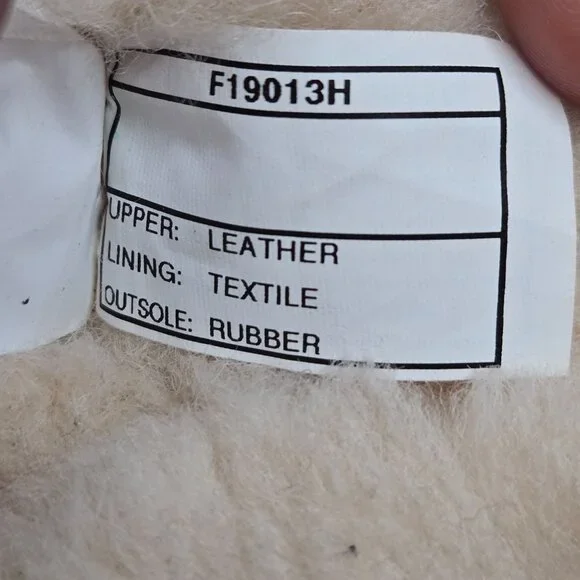 F19013H
UPPER: LEATHER
LINING: TEXTILE
OUTSOLE: RUBBER